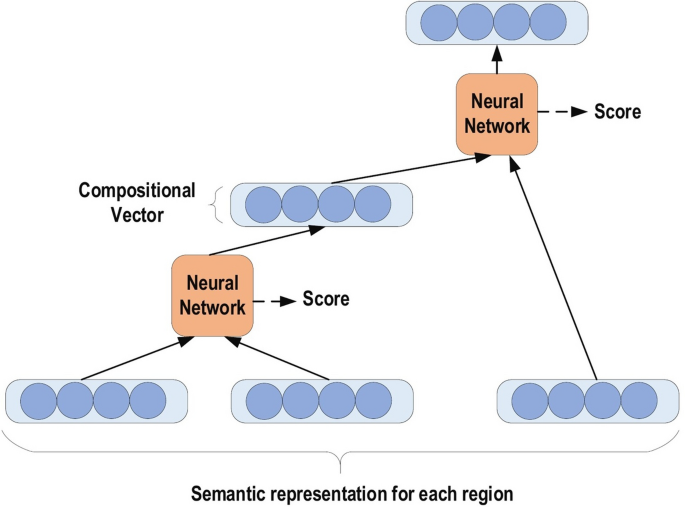 Neural
Network
Score
Compositional
Vector
Neural
Network
Score
Semantic representation for each region